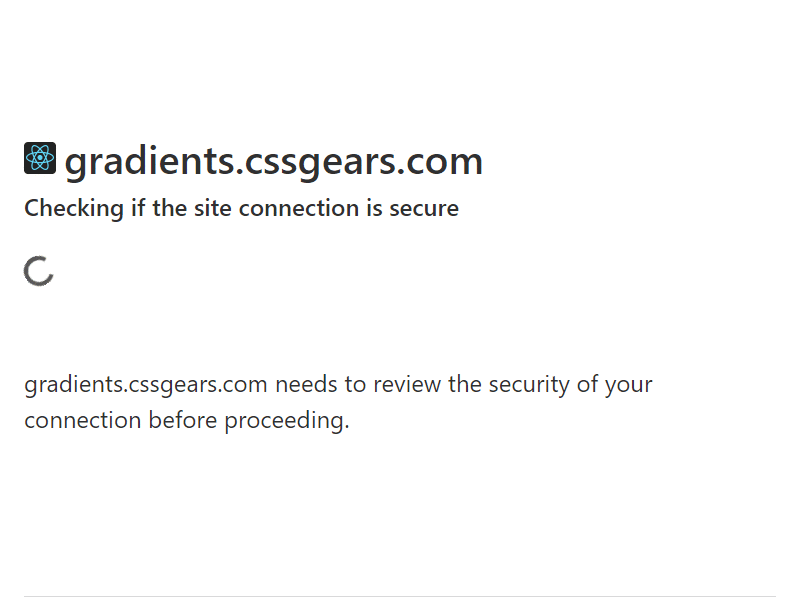 gradients.cssgears.com
Checking if the site connection is secure
gradients.cssgears.com needs to review the security of your
connection before proceeding.